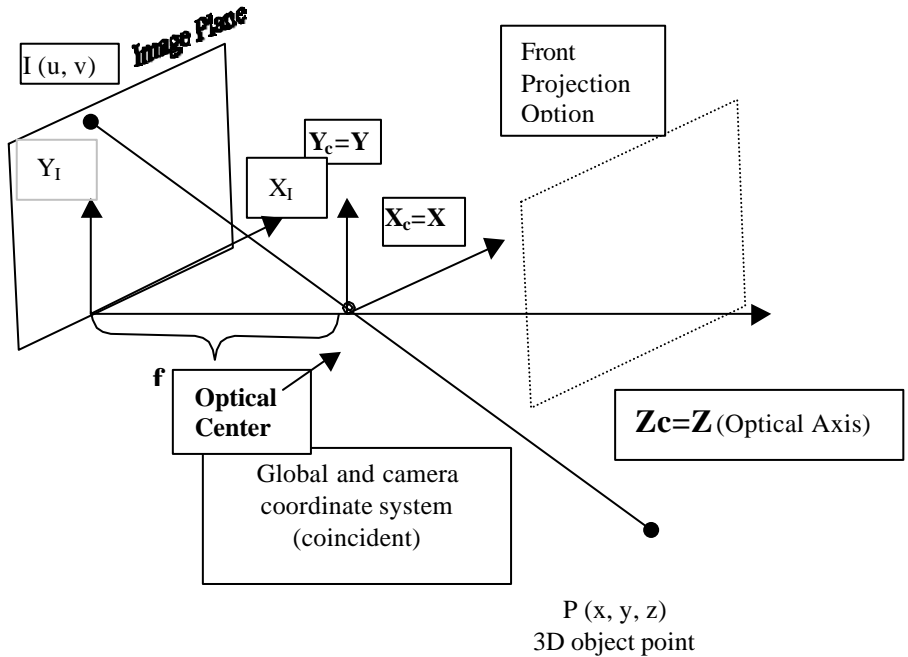 Image Plane
I (u, v)
Front
Projection
Option
Y_c=Y
Y_I
X_I
X_c=X
f
Optical
Center
Zc=Z (Optical Axis)
Global and camera
coordinate system
(coincident)
P (x, y, z)
3D object point